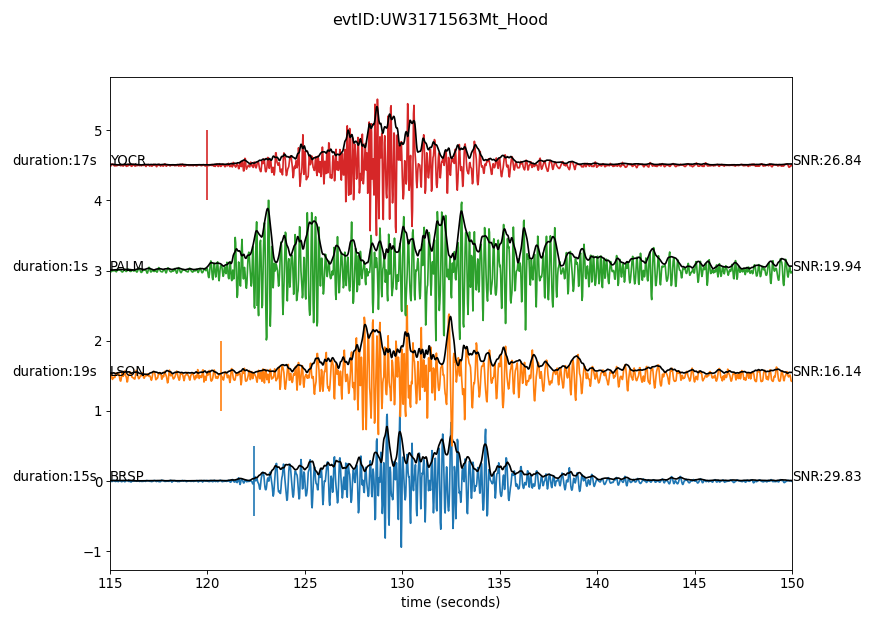 evtID:UW3171563Mt_Hood
5
duration:17s YOCR SNR:26.84
4
duration:1s PALM SNR:19.94
3
2
duration:19s LSON SNR:16.14
1
duration:15s BRSP SNR:29.83
0
−1
115 120 125 130 135 140 145 150
time (seconds)